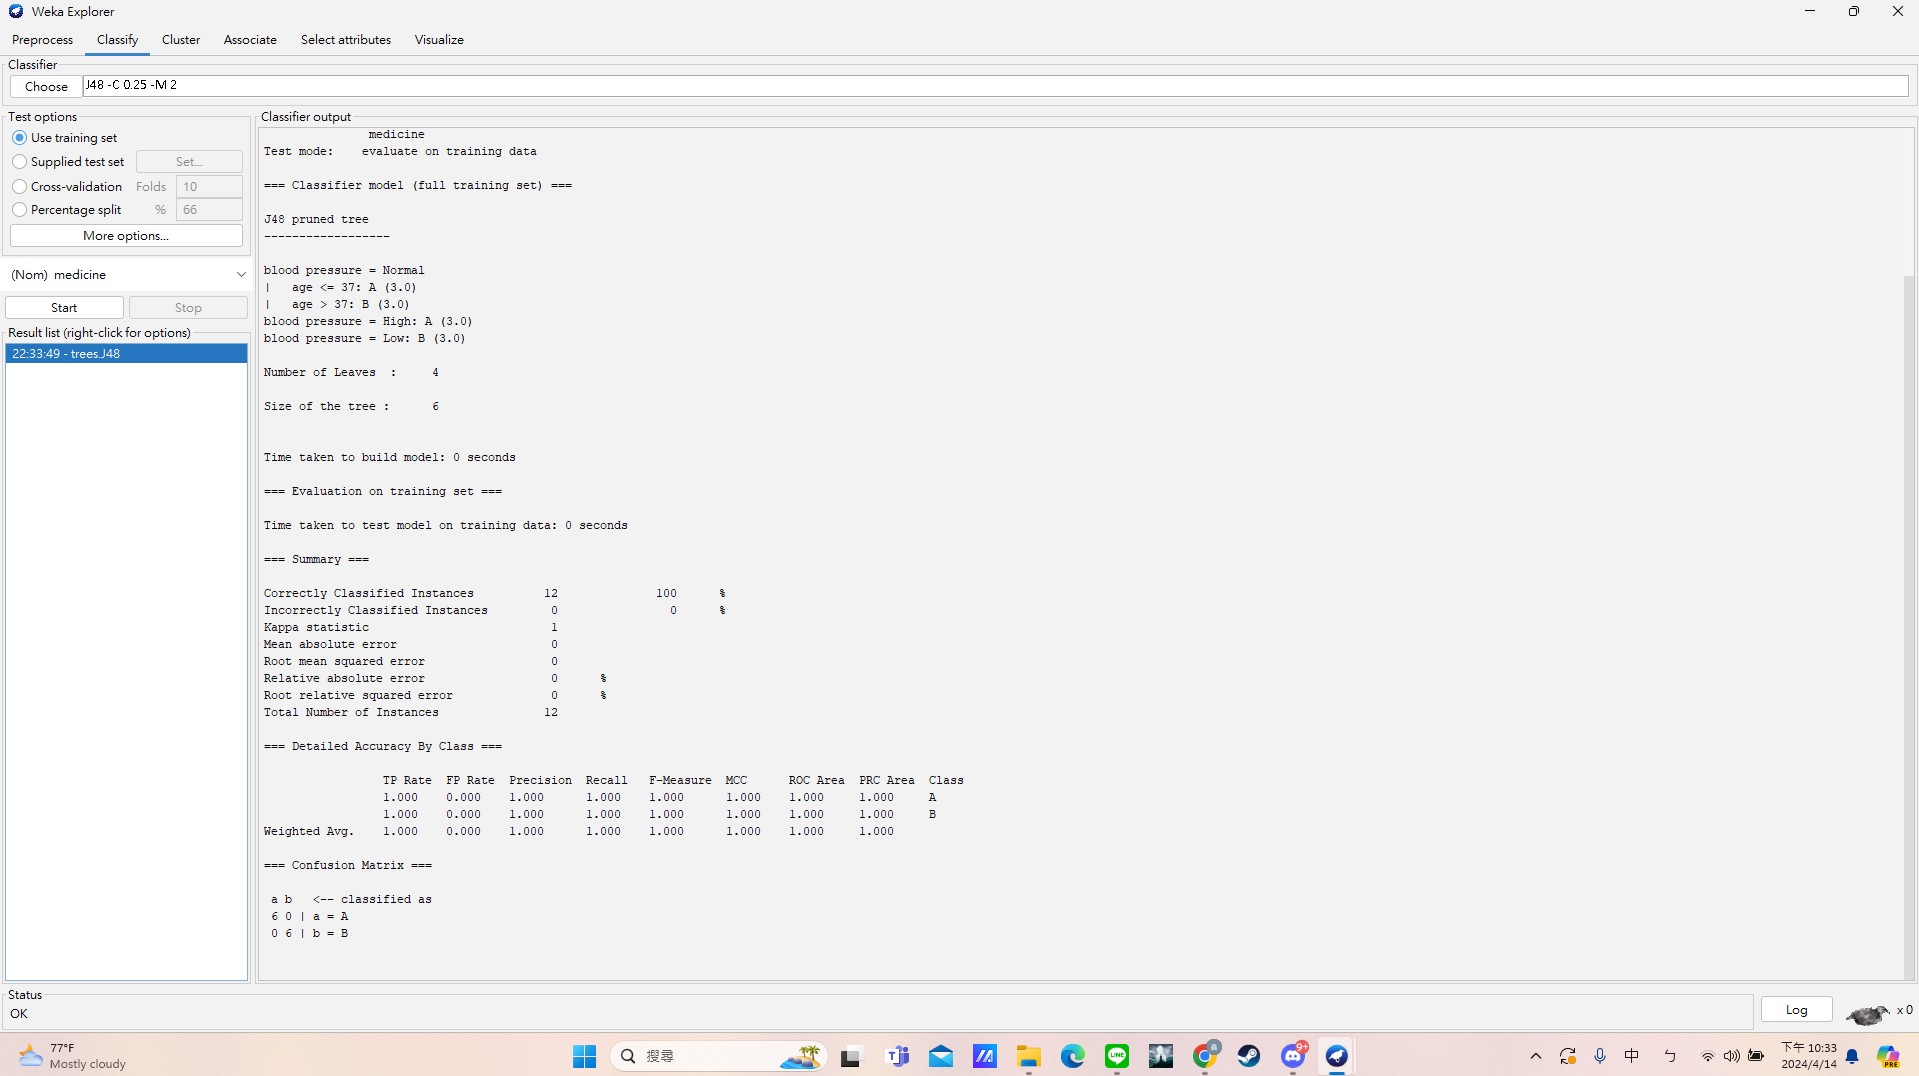 Weka Explorer
Preprocess Classify Cluster Associate Select attributes Visualize
Classifier
Choose J48 -C 0.25 -M 2
Test options
Use training set
Supplied test set Set...
Cross-validation Folds 10
Percentage split % 66
More options...
(Nom) medicine
Start Stop
Result list (right-click for options)
22:33:49 - trees.J48
Classifier output
medicine
Test mode: evaluate on training data
=== Classifier model (full training set) ===
J48 pruned tree
------------------
blood pressure = Normal
| age <= 37: A (3.0)
| age > 37: B (3.0)
blood pressure = High: A (3.0)
blood pressure = Low: B (3.0)
Number of Leaves : 4
Size of the tree : 6
Time taken to build model: 0 seconds
=== Evaluation on training set ===
Time taken to test model on training data: 0 seconds
=== Summary ===
Correctly Classified Instances 12 100 %
Incorrectly Classified Instances 0 0 %
Kappa statistic 1
Mean absolute error 0
Root mean squared error 0
Relative absolute error 0 %
Root relative squared error 0 %
Total Number of Instances 12
=== Detailed Accuracy By Class ===
TP Rate FP Rate Precision Recall F-Measure MCC ROC Area PRC Area Class
1.000 0.000 1.000 1.000 1.000 1.000 1.000 1.000 A
1.000 0.000 1.000 1.000 1.000 1.000 1.000 1.000 B
Weighted Avg. 1.000 0.000 1.000 1.000 1.000 1.000 1.000 1.000
=== Confusion Matrix ===
a b <-- classified as
6 0 | a = A
0 6 | b = B
Status
OK
Log x 0
77°F
Mostly cloudy
搜尋
LINE
9+
中
ㄅ
下午 10:33
2024/4/14
PRE